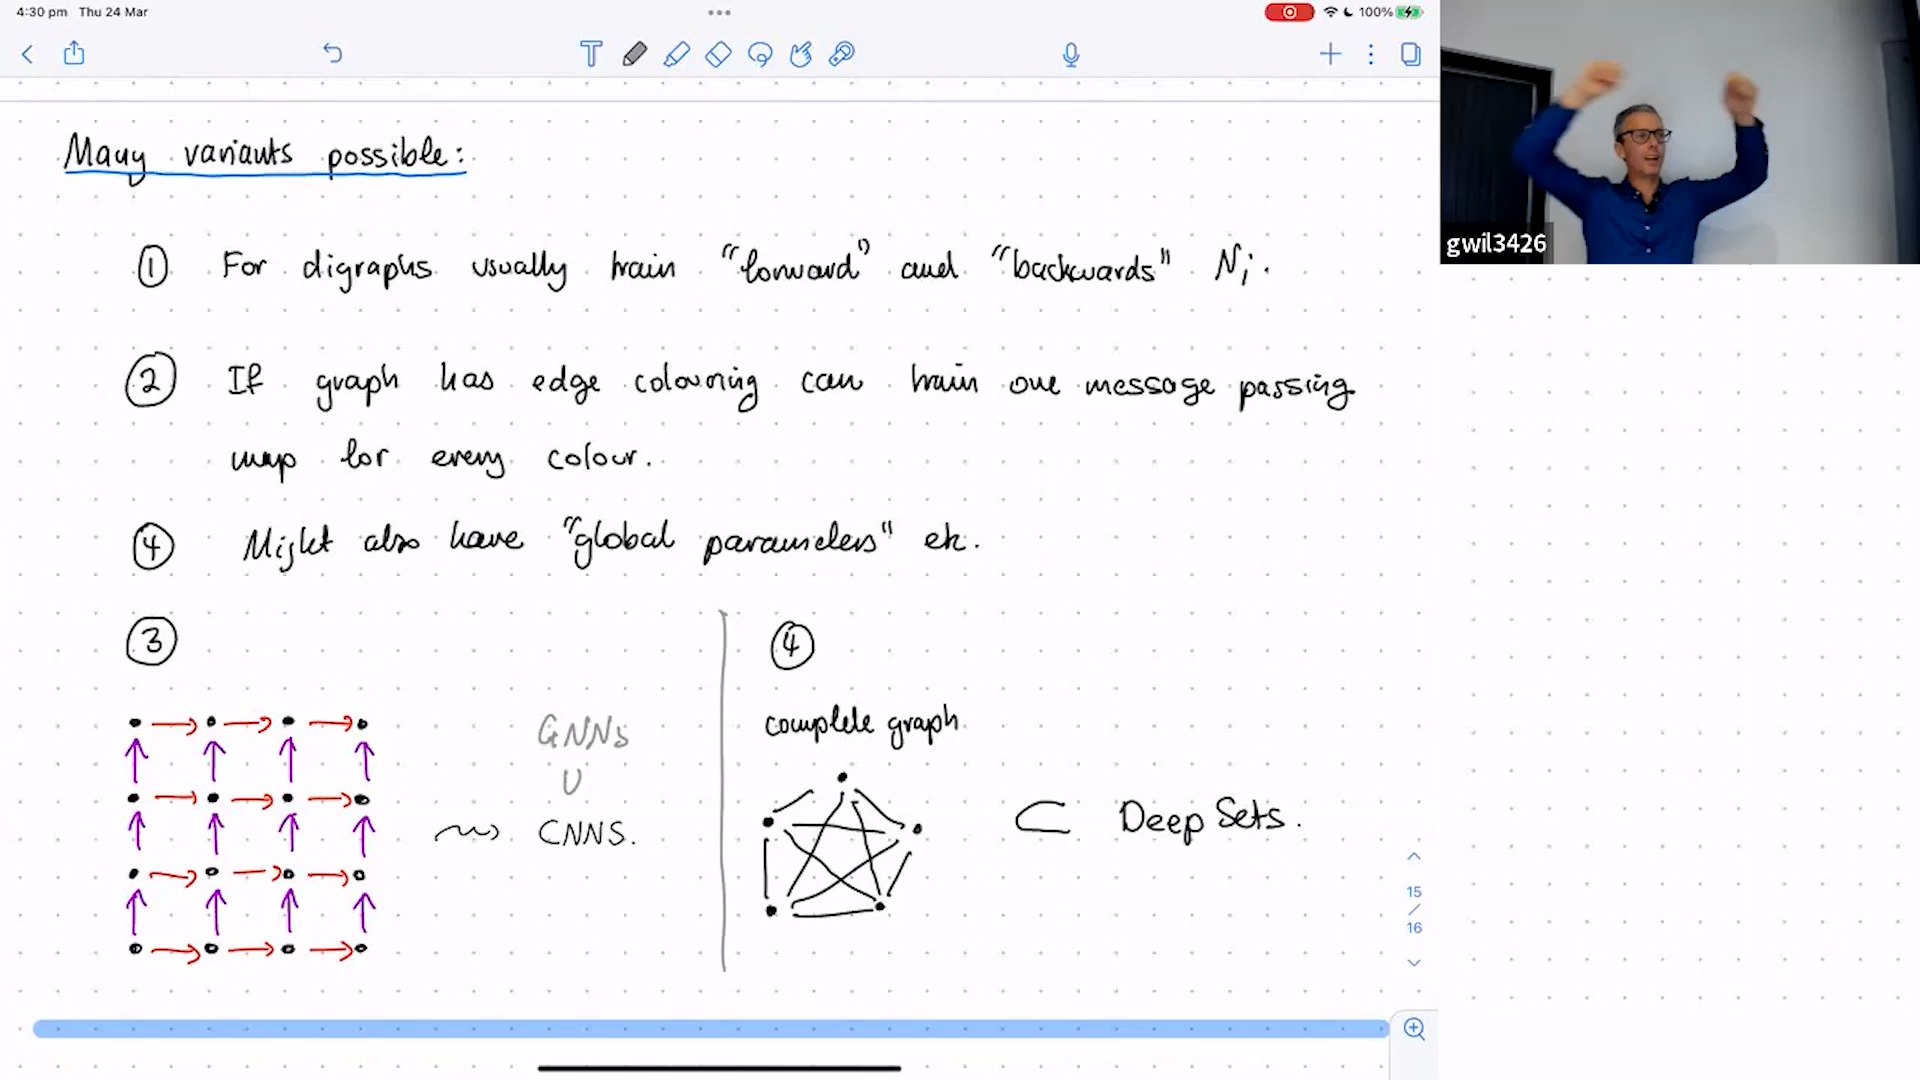 4:30 pm Thu 24 Mar
100%
gwil3426
Many variants possible:
① For digraphs usually train "forward" and "backwards" Ni.
② If graph has edge colouring can train one message passing
map for every colour.
④ Might also have "global parameters" etc.
③
GNNs
∪
CNNs.
④
complete graph
⊂ Deep Sets.
15
/
16